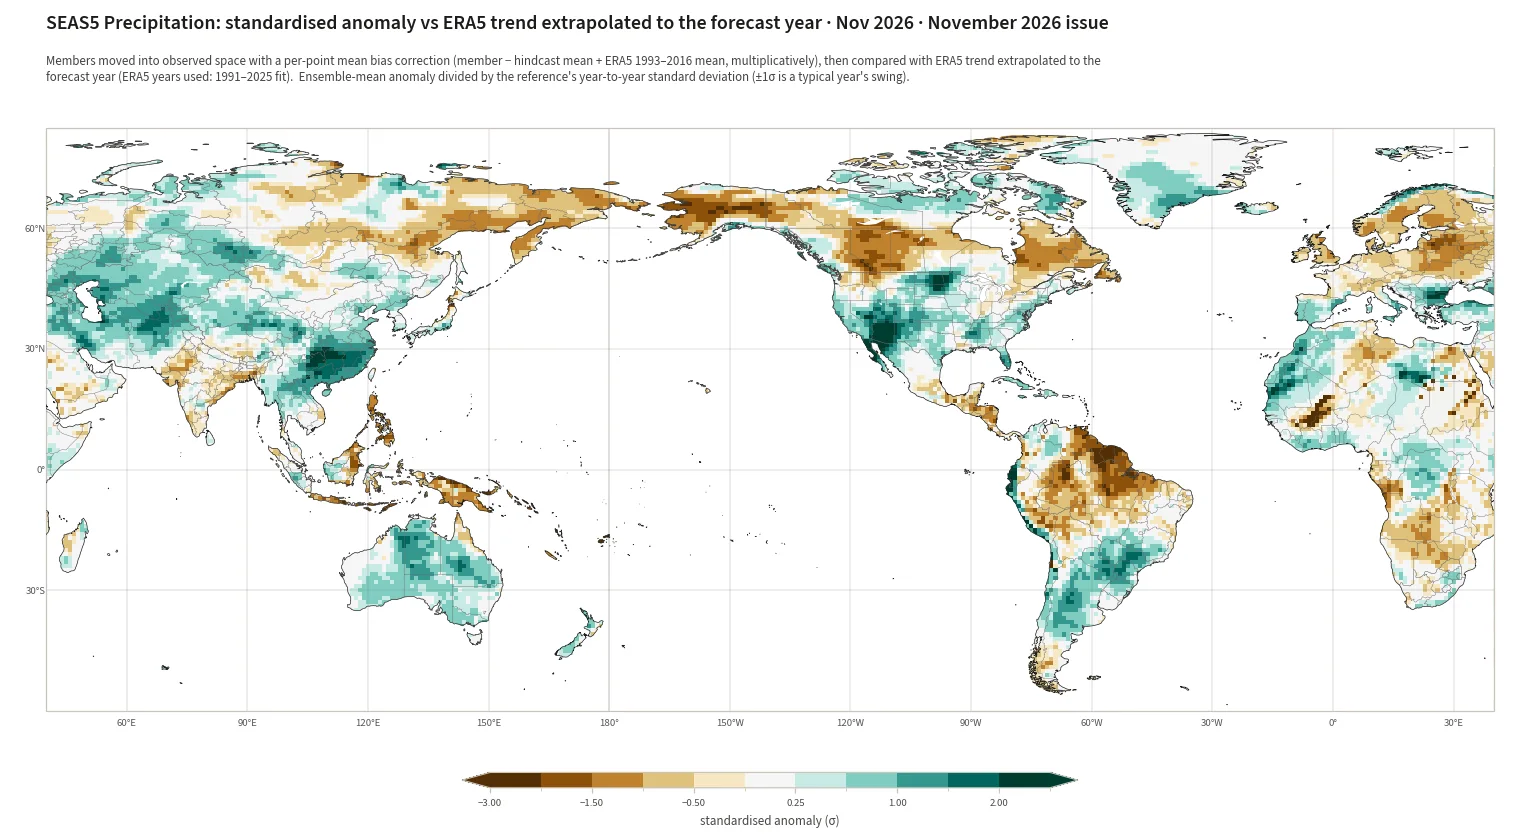 SEAS5 Precipitation: standardised anomaly vs ERA5 trend extrapolated to the forecast year · Nov 2026 · November 2026 issue
Members moved into observed space with a per-point mean bias correction (member − hindcast mean + ERA5 1993–2016 mean, multiplicatively), then compared with ERA5 trend extrapolated to the
forecast year (ERA5 years used: 1991–2025 fit).  Ensemble-mean anomaly divided by the reference's year-to-year standard deviation (±1σ is a typical year's swing).
60°N
30°N
0°
30°S
60°E 90°E 120°E 150°E 180° 150°W 120°W 90°W 60°W 30°W 0° 30°E
−3.00 −1.50 −0.50 0.25 1.00 2.00
standardised anomaly (σ)